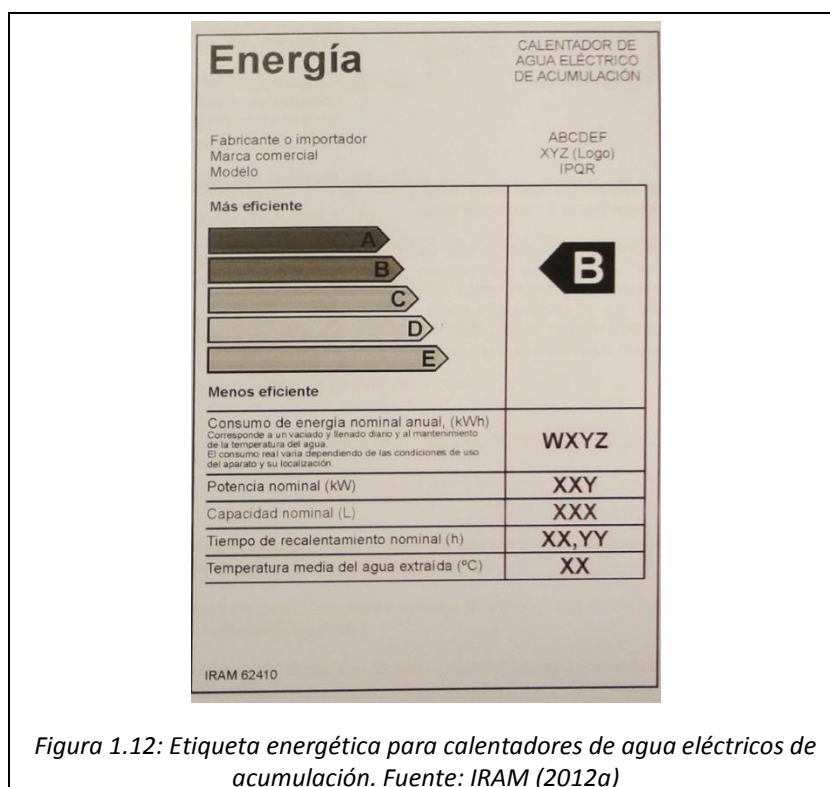 Energía
CALENTADOR DE
AGUA ELÉCTRICO
DE ACUMULACIÓN
Fabricante o importador
Marca comercial
Modelo
ABCDEF
XYZ (Logo)
IPQR
Más eficiente
A
B
C
D
E
B
Menos eficiente
Consumo de energía nominal anual, (kWh)
Corresponde a un vaciado y llenado diario y al mantenimiento
de la temperatura del agua.
El consumo real varia dependiendo de las condiciones de uso
del aparato y su localización.
WXYZ
Potencia nominal (kW)
XXY
Capacidad nominal (L)
XXX
Tiempo de recalentamiento nominal (h)
XX,YY
Temperatura media del agua extraída (ºC)
XX
IRAM 62410
Figura 1.12: Etiqueta energética para calentadores de agua eléctricos de
acumulación. Fuente: IRAM (2012a)